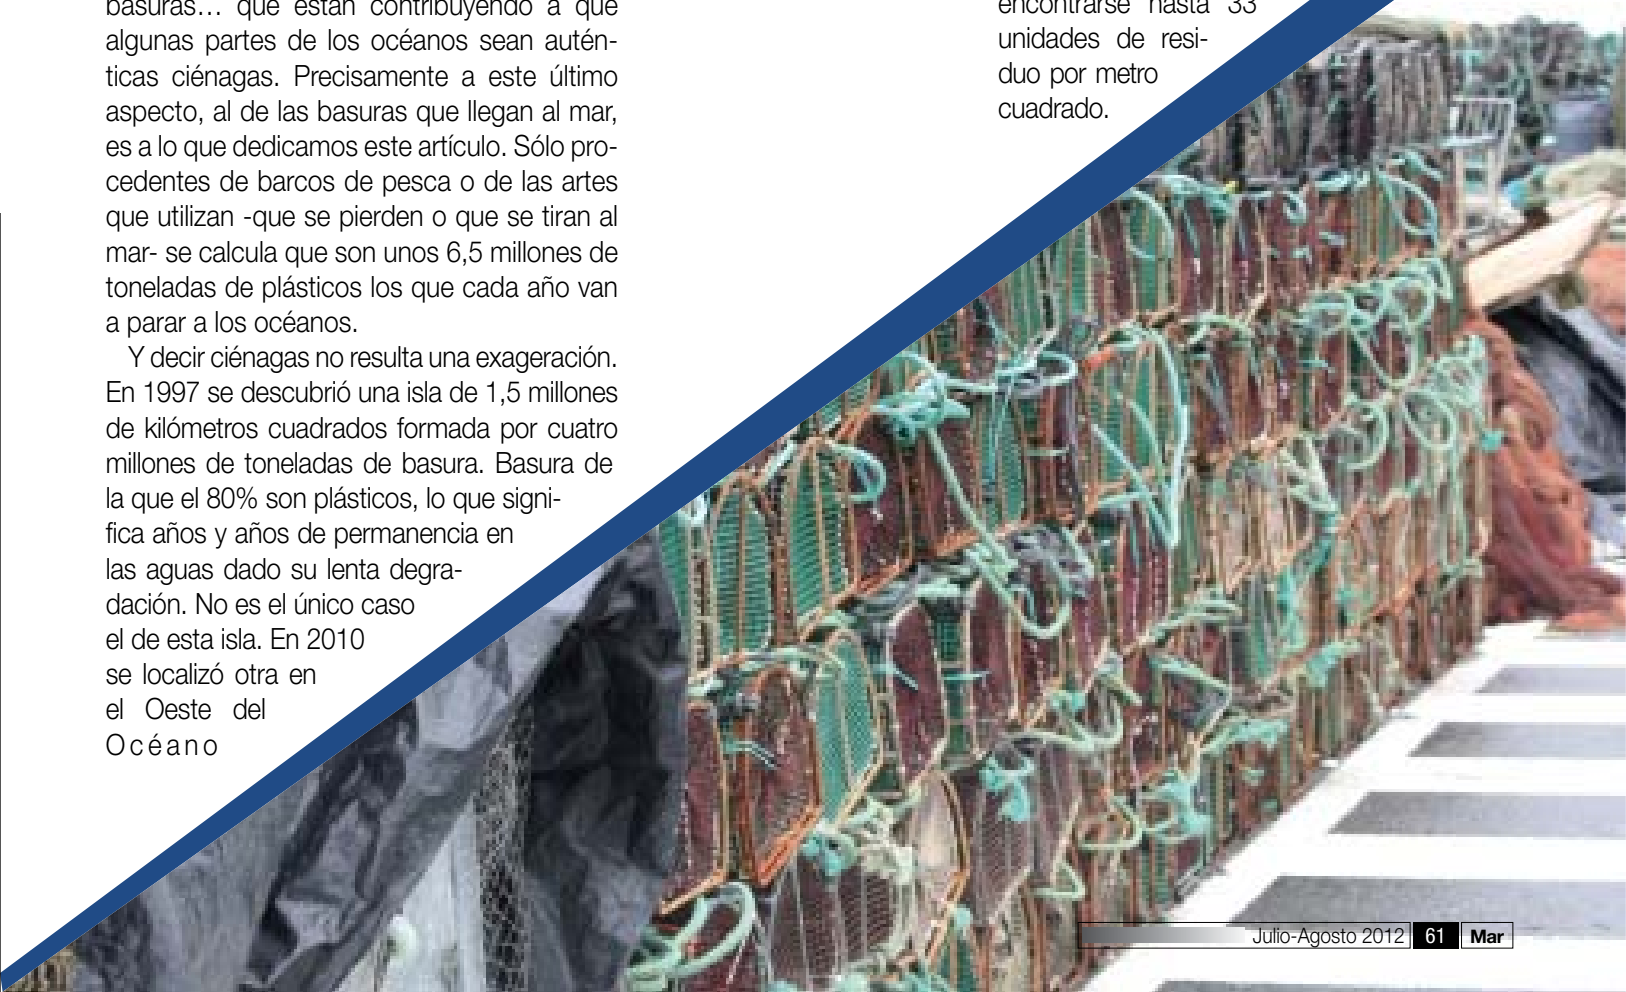 basuras… que están contribuyendo a que
algunas partes de los océanos sean autén-
ticas ciénagas. Precisamente a este último
aspecto, al de las basuras que llegan al mar,
es a lo que dedicamos este artículo. Sólo pro-
cedentes de barcos de pesca o de las artes
que utilizan -que se pierden o que se tiran al
mar- se calcula que son unos 6,5 millones de
toneladas de plásticos los que cada año van
a parar a los océanos.
Y decir ciénagas no resulta una exageración.
En 1997 se descubrió una isla de 1,5 millones
de kilómetros cuadrados formada por cuatro
millones de toneladas de basura. Basura de
la que el 80% son plásticos, lo que signi-
fica años y años de permanencia en
las aguas dado su lenta degra-
dación. No es el único caso
el de esta isla. En 2010
se localizó otra en
el Oeste del
Océano
encontrarse hasta 33
unidades de resi-
duo por metro
cuadrado.
Julio-Agosto 2012 61 Mar